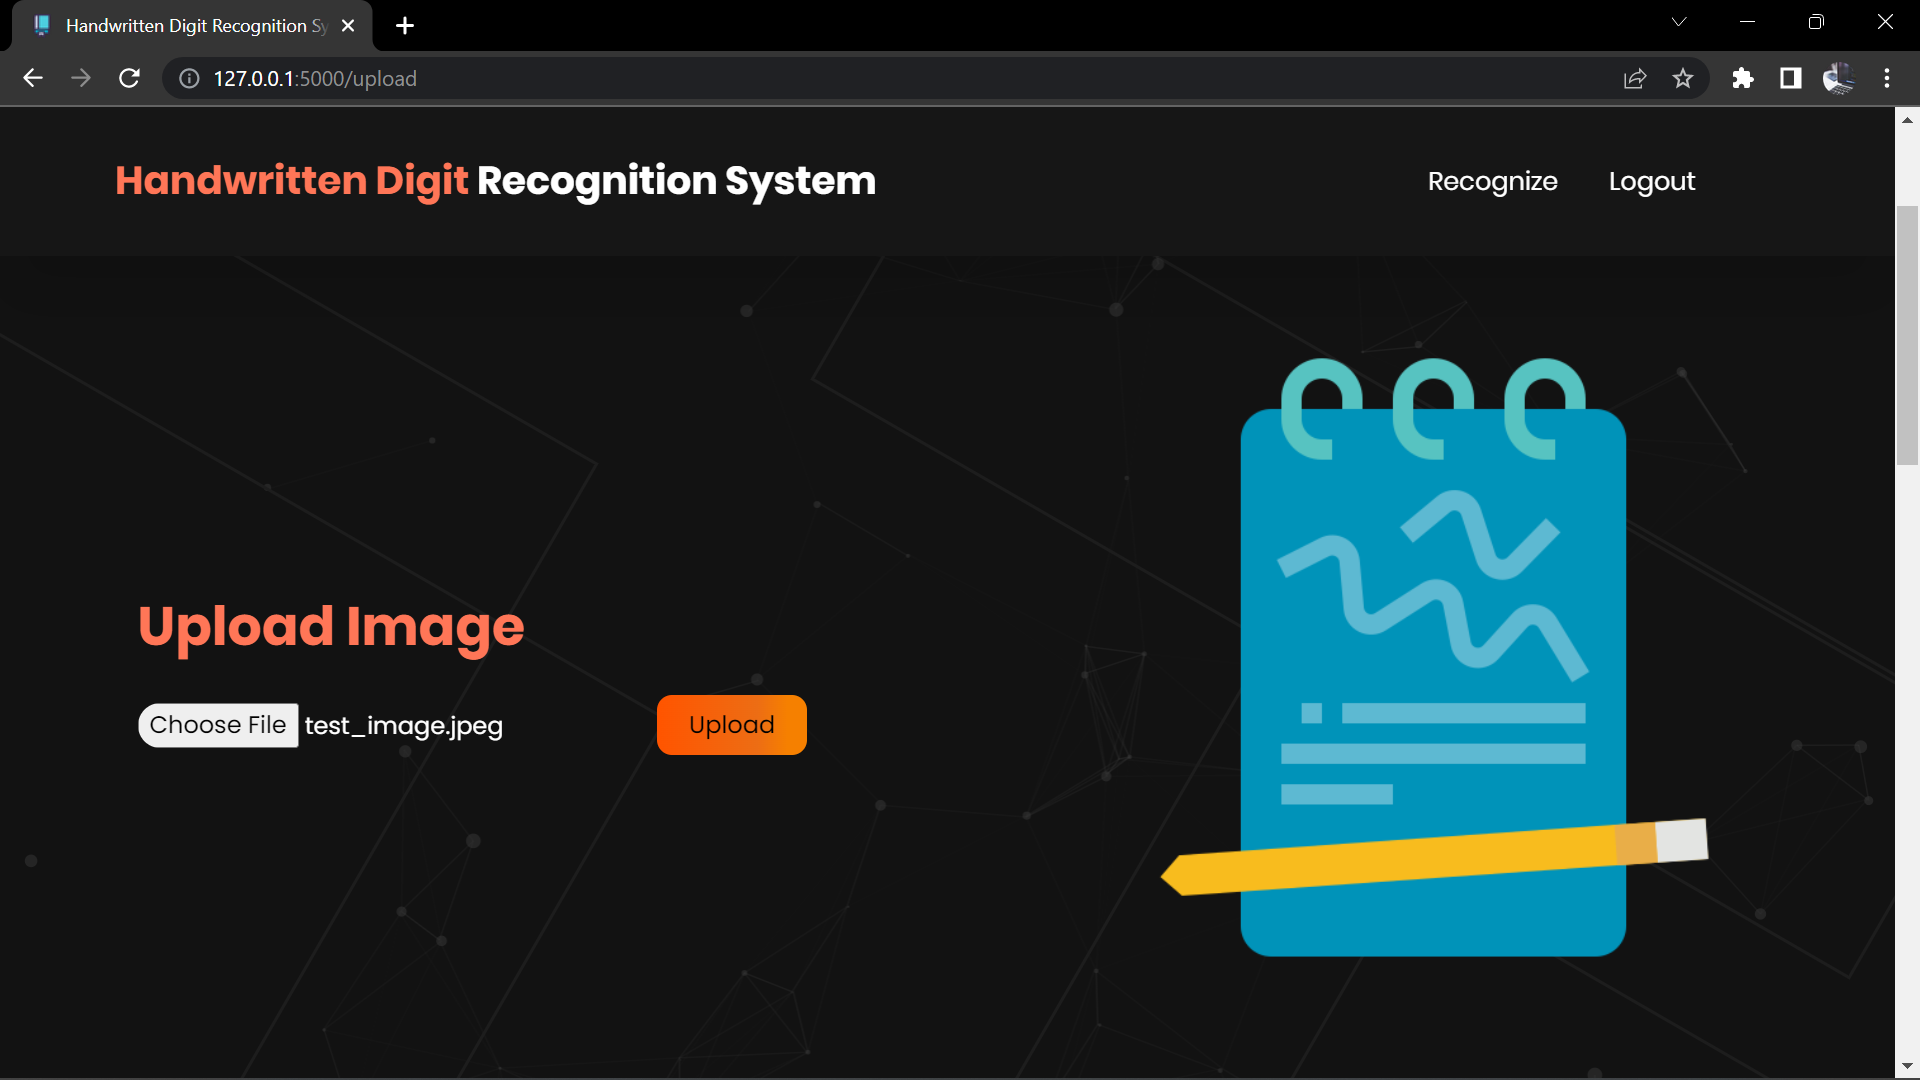 Handwritten Digit Recognition Sy
127.0.0.1:5000/upload
Handwritten Digit Recognition System
Recognize
Logout
Upload Image
Choose File test_image.jpeg
Upload